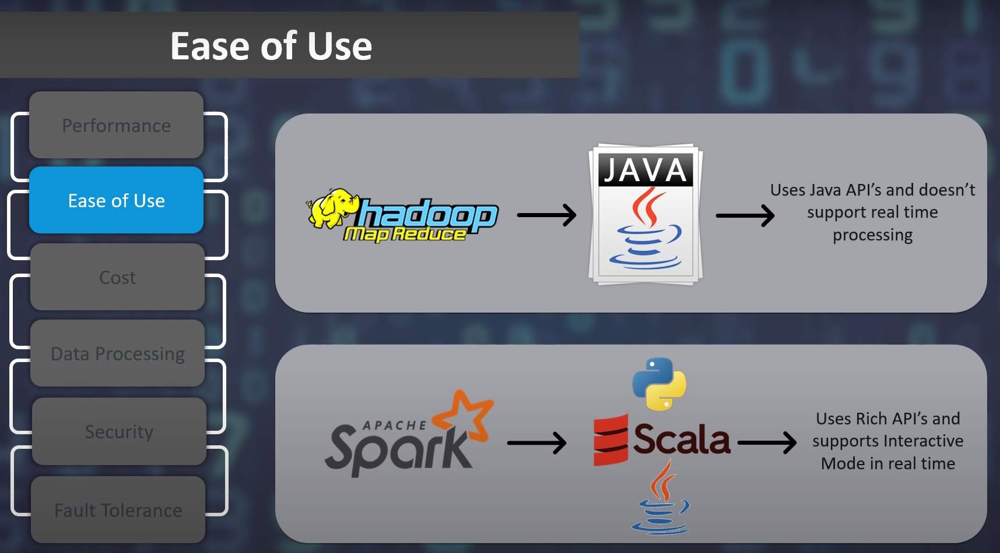 Ease of Use
Performance
Ease of Use
Cost
Data Processing
Security
Fault Tolerance
hadoop
Map Reduce
JAVA
Uses Java API's and doesn't
support real time
processing
APACHE
Spark
Scala
Uses Rich API's and
supports Interactive
Mode in real time